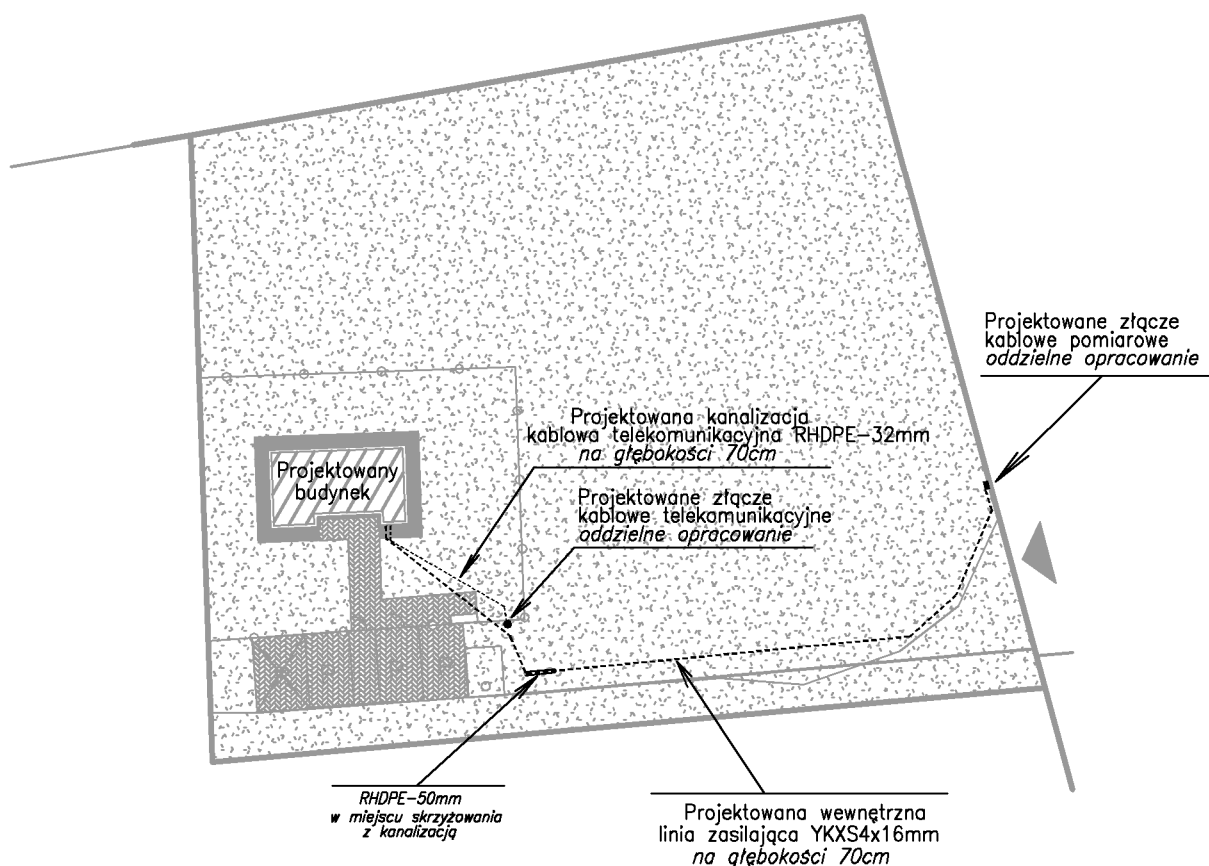 Projektowane złącze
kablowe pomiarowe
oddzielne opracowanie
Projektowana kanalizacja
kablowa telekomunikacyjna RHDPE-32mm
na głębokości 70cm
Projektowany
budynek
Projektowane złącze
kablowe telekamunikacyjne
oddzielne opracowanie
RHDPE-50mm
w miejscu skrzyżowania
z kanalizacją
Projektowana wewnętrzna
linia zasilająca YKXS4x16mm
na głębokości 70cm